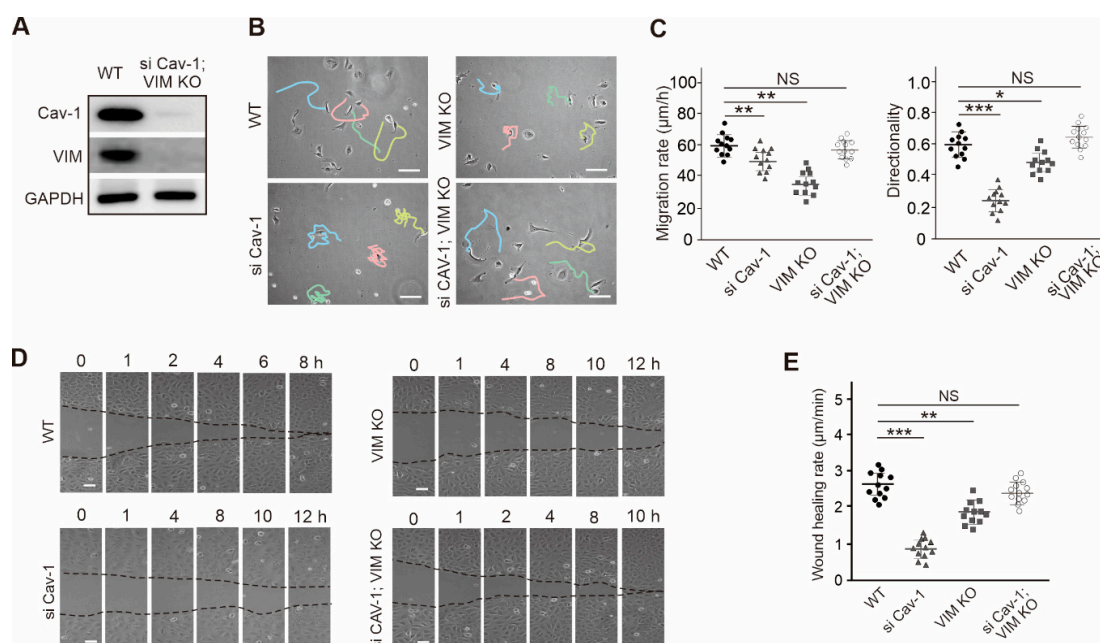 A
WT
si Cav-1;
VIM KO
Cav-1
VIM
GAPDH
B
WT
VIM KO
si Cav-1
si CAV-1; VIM KO
C
Migration rate (µm/h)
100
80
60
40
20
0
NS
**
**
WT
si Cav-1
VIM KO
si Cav-1;
VIM KO
Directionality
1.0
0.8
0.6
0.4
0.2
0
NS
*
***
WT
si Cav-1
VIM KO
si Cav-1;
VIM KO
D
0 1 2 4 6 8 h
WT
0 1 4 8 10 12 h
VIM KO
0 1 4 8 10 12 h
si Cav-1
0 1 2 4 8 10 h
si CAV-1; VIM KO
E
Wound healing rate (µm/min)
5
4
3
2
1
0
NS
**
***
WT
si Cav-1
VIM KO
si Cav-1;
VIM KO